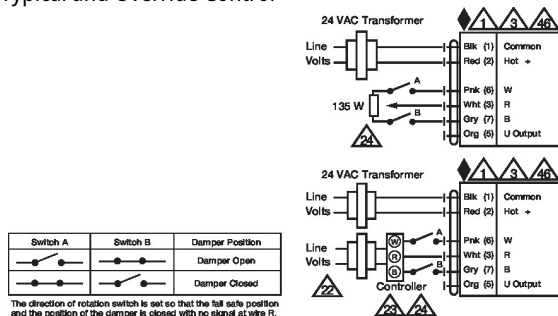 Typical and Override Control
24 VAC Transformer
1 3 46
Line
Volts
Blk (1) Common
Red (2) Hot +
A
Pnk (6) W
135 W
Wht (3) R
B
Gry (7) B
24
Org (5) U Output
24 VAC Transformer
1 3 46
Line
Volts
Blk (1) Common
Red (2) Hot +
A
W
Pnk (6) W
Line
Volts
R
Wht (3) R
B
B
Gry (7) B
22
Controller
Org (5) U Output
23 24
Switch A Switch B Damper Position
Damper Open
Damper Closed
The direction of rotation switch is set so that the fail safe position
and the position of the damper is closed with no signal at wire R.